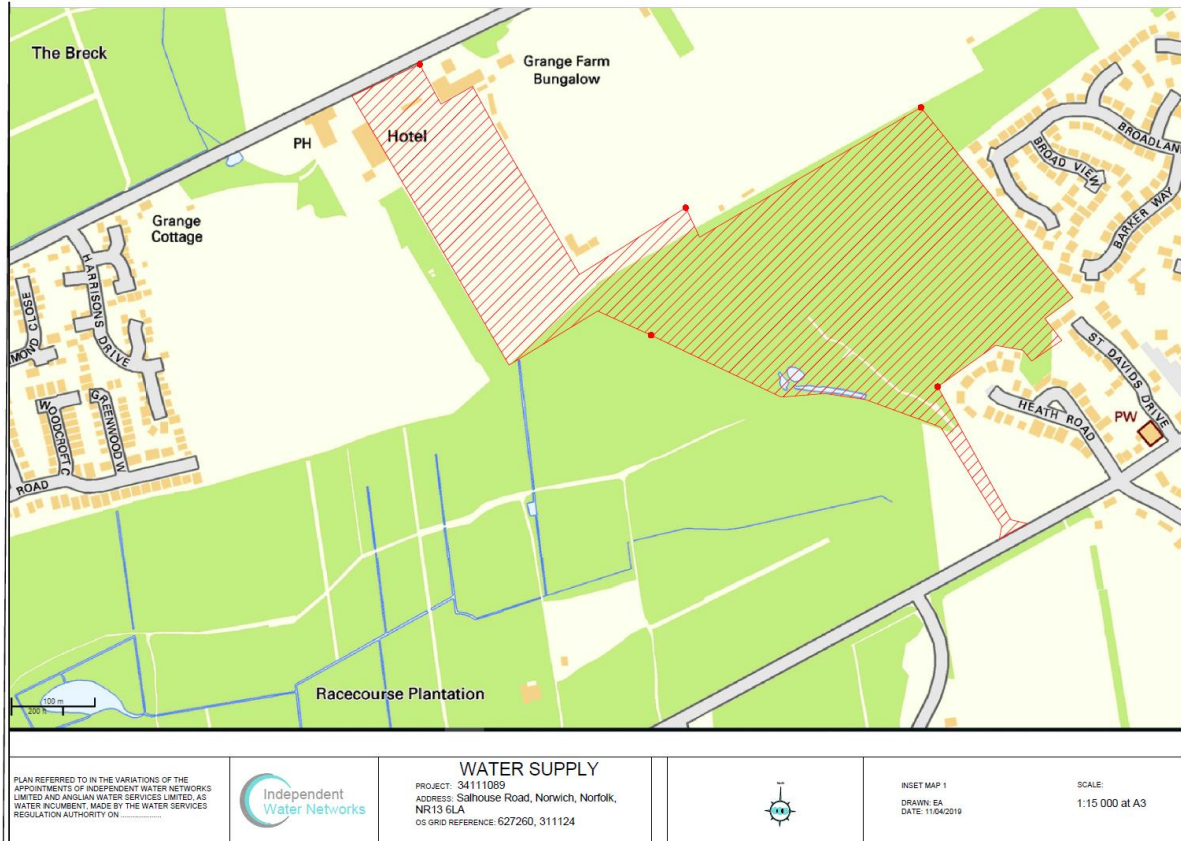 The Breck
Grange Farm
Bungalow
PH
Hotel
Grange
Cottage
BROADLAN
BROAD VIEW
BARKER WAY
HARRISONS DRIVE
MOND CLOSE
WOODCROFT C
GREENWOOD W
ROAD
ST DAVIDS DRIVE
HEATH ROAD
PW
Racecourse Plantation
100 m
200 ft
PLAN REFERRED TO IN THE VARIATIONS OF THE
APPOINTMENTS OF INDEPENDENT WATER NETWORKS
LIMITED AND ANGLIAN WATER SERVICES LIMITED, AS
WATER INCUMBENT, MADE BY THE WATER SERVICES
REGULATION AUTHORITY ON .....................
Independent
Water Networks
WATER SUPPLY
PROJECT: 34111089
ADDRESS: Salhouse Road, Norwich, Norfolk,
NR13 6LA
OS GRID REFERENCE: 627260, 311124
INSET MAP 1
DRAWN: EA
DATE: 11/04/2019
SCALE:
1:15 000 at A3